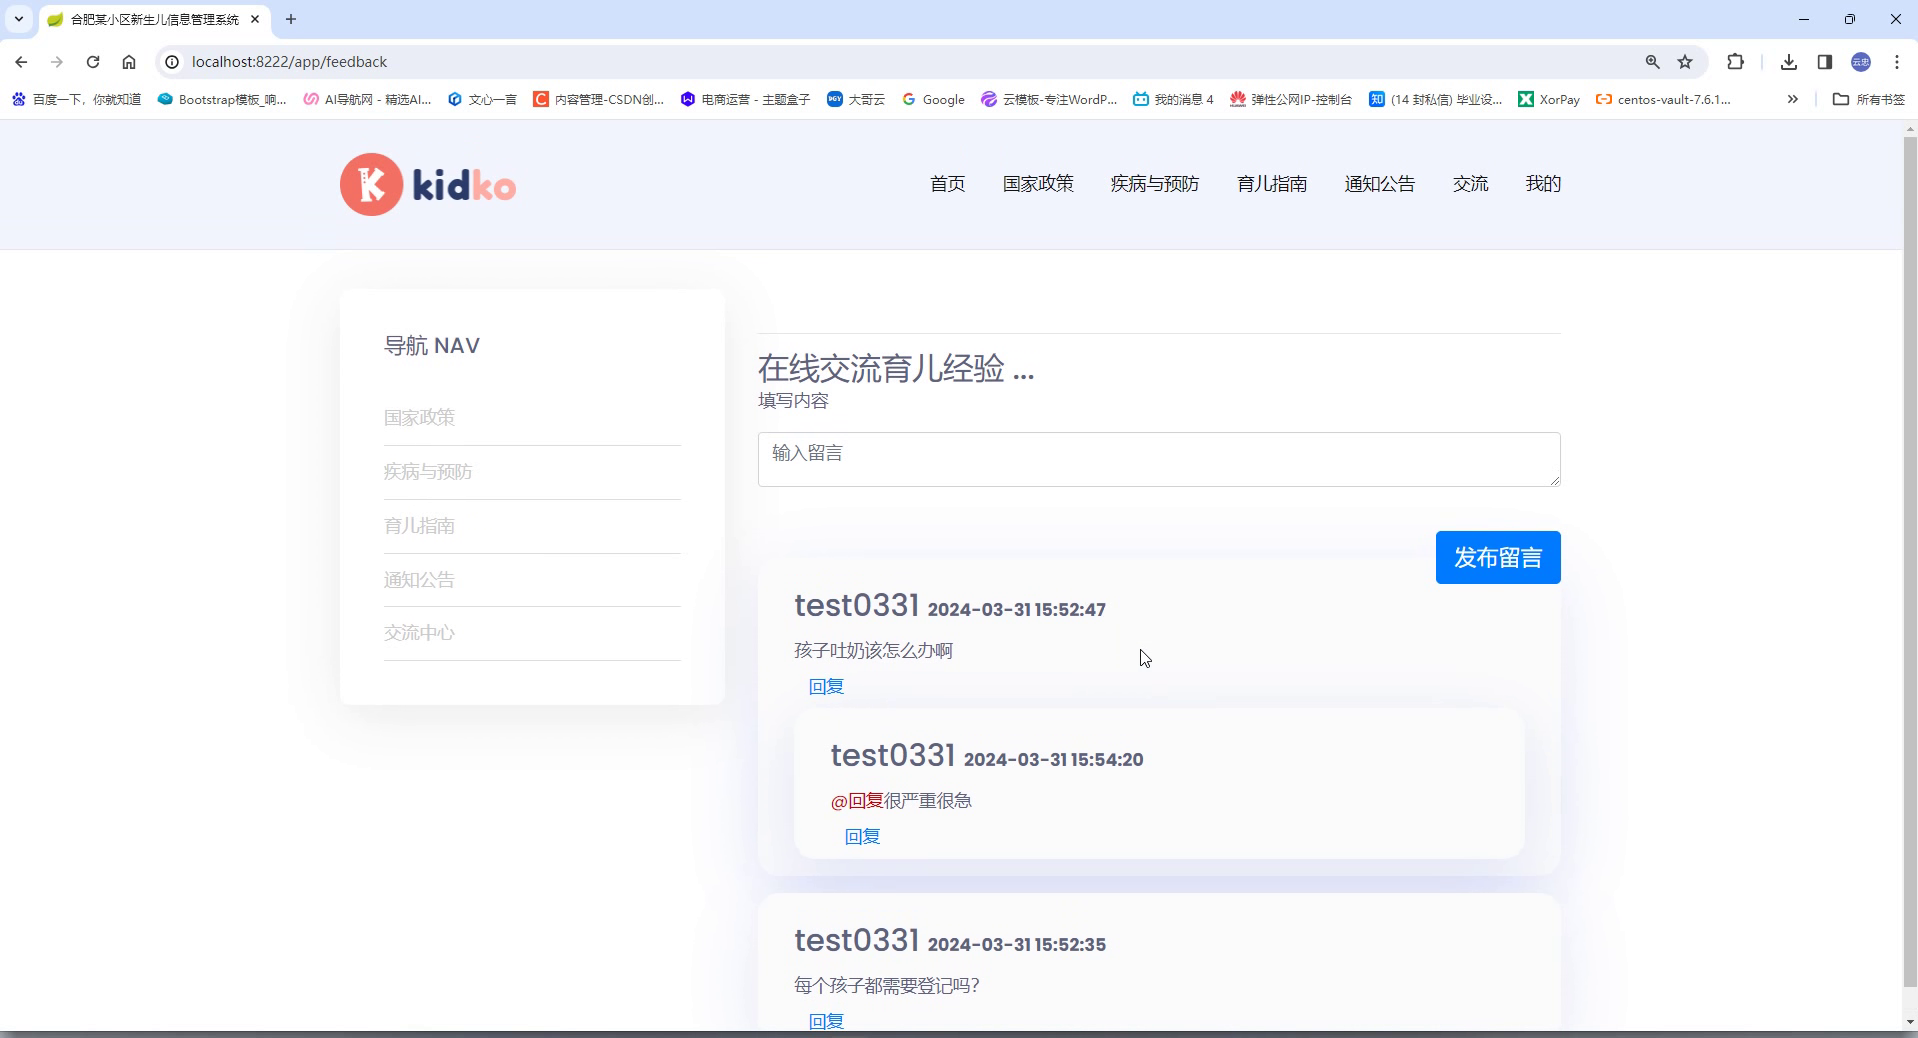 合肥某小区新生儿信息管理系统
localhost:8222/app/feedback
百度一下，你就知道 Bootstrap模板_响... AI导航网 - 精选AI... 文心一言 内容管理-CSDN创... 电商运营 - 主题盒子 大哥云 Google 云模板-专注WordP... 我的消息 4 弹性公网IP-控制台 (14 封私信) 毕业设... XorPay centos-vault-7.6.1... 所有书签
kidko 首页 国家政策 疾病与预防 育儿指南 通知公告 交流 我的
导航 NAV
国家政策
疾病与预防
育儿指南
通知公告
交流中心
在线交流育儿经验 ...
填写内容
输入留言
发布留言
test0331 2024-03-31 15:52:47
孩子吐奶该怎么办啊
回复
test0331 2024-03-31 15:54:20
@回复很严重很急
回复
test0331 2024-03-31 15:52:35
每个孩子都需要登记吗?
回复